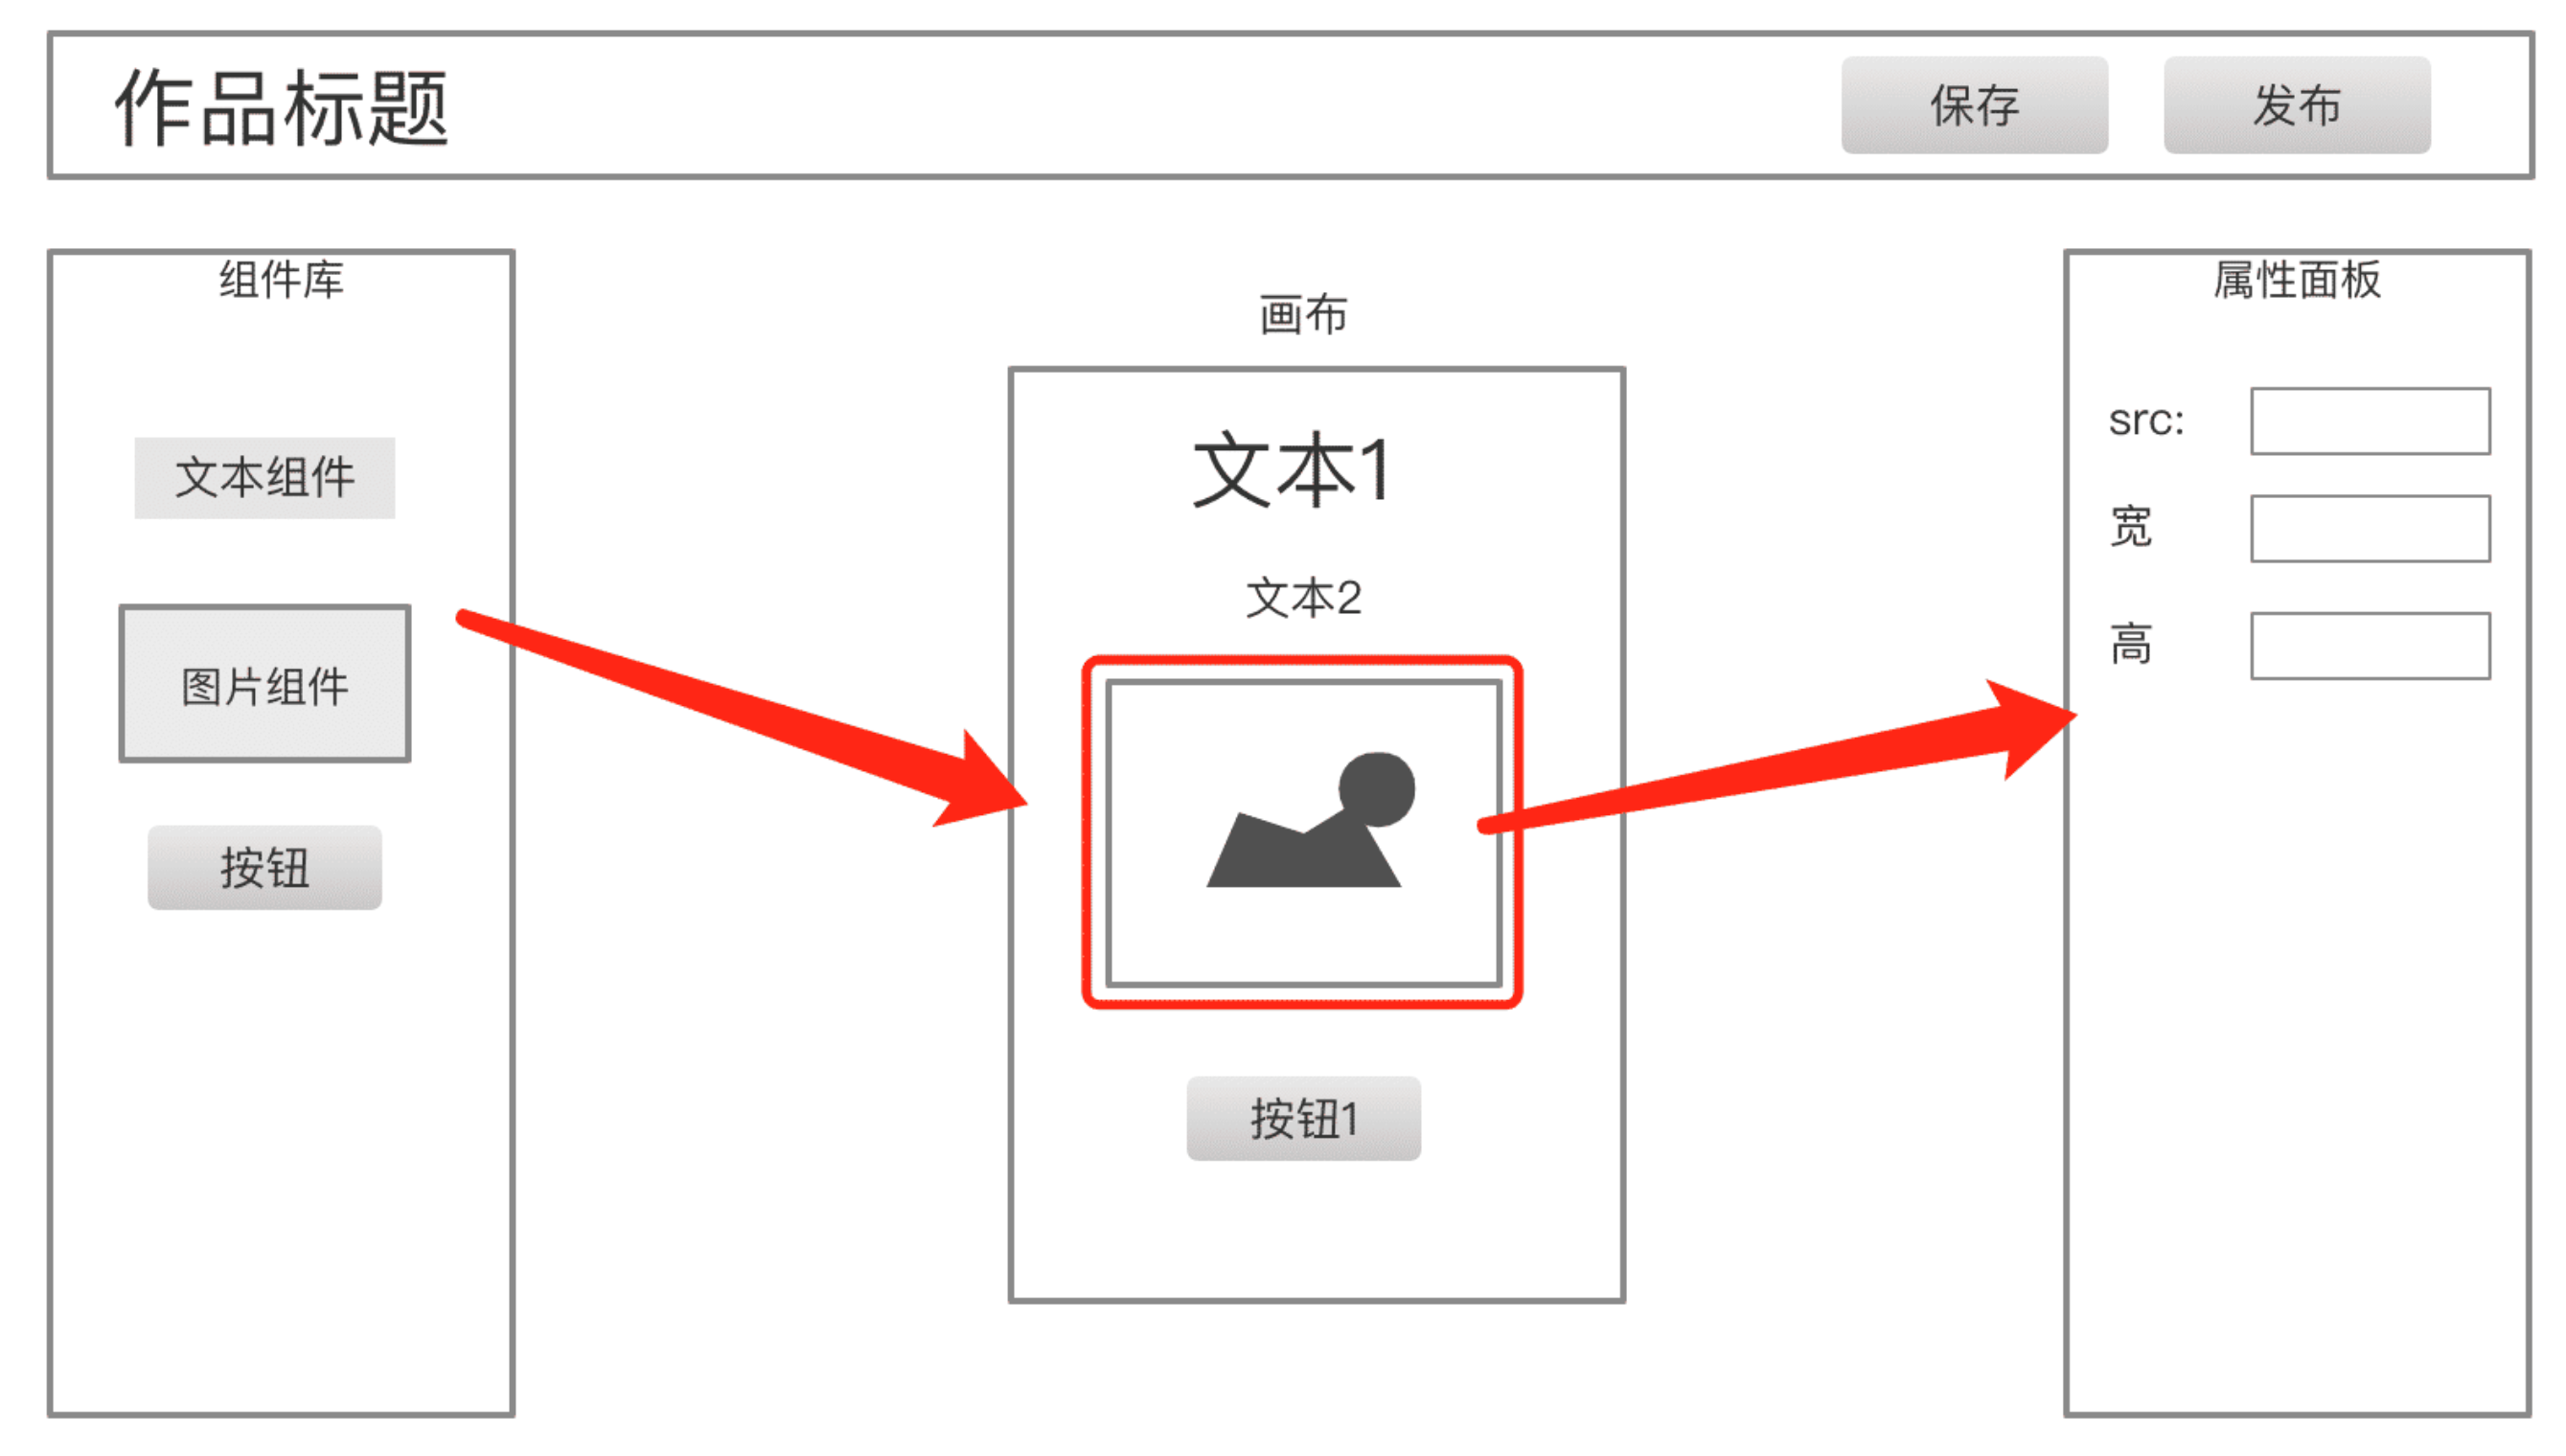 作品标题
保存
发布
组件库
文本组件
图片组件
按钮
画布
文本1
文本2
按钮1
属性面板
src:
宽
高